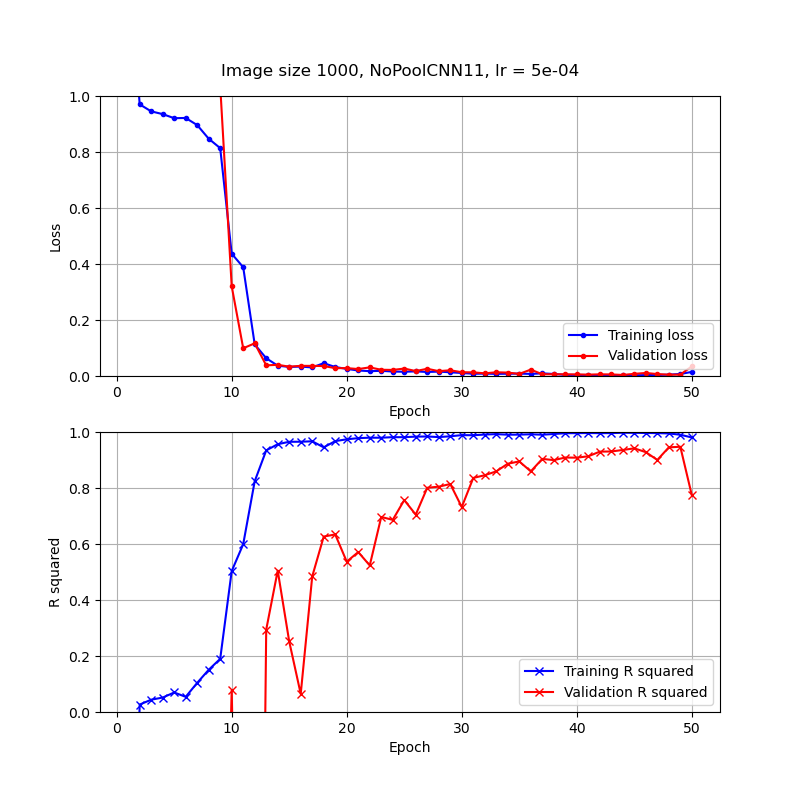 Image size 1000, NoPoolCNN11, lr = 5e-04
1.0
0.8
0.6
0.4
0.2
0.0
Loss
0 10 20 30 40 50
Epoch
Training loss
Validation loss
1.0
0.8
0.6
0.4
0.2
0.0
R squared
0 10 20 30 40 50
Epoch
Training R squared
Validation R squared